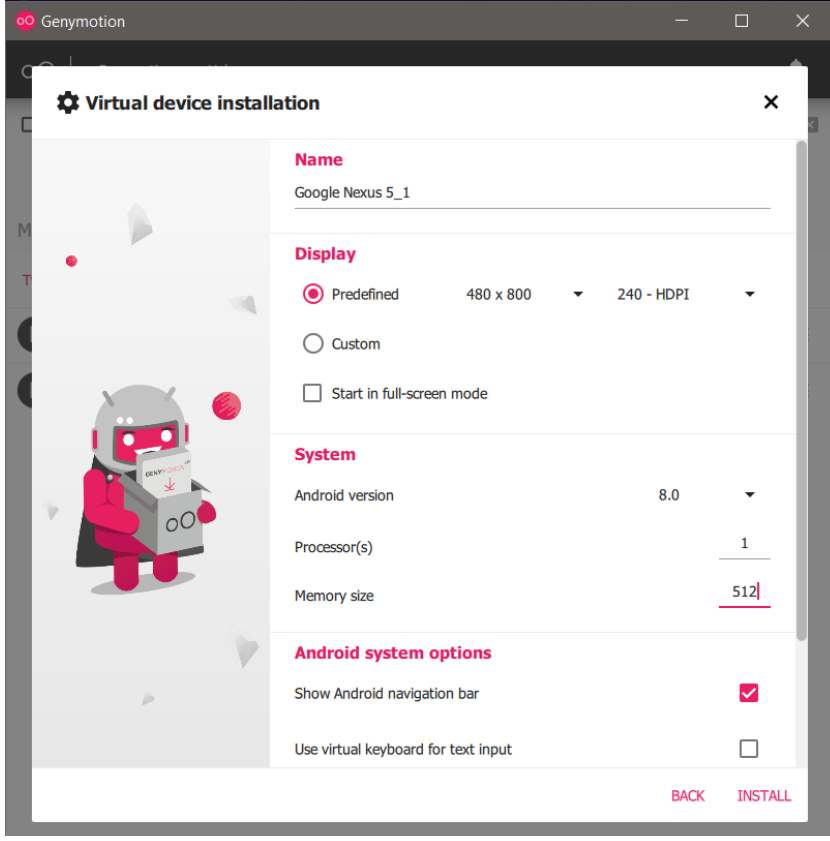 Genymotion
Virtual device installation
Name
Google Nexus 5_1
Display
Predefined 480 x 800 240 - HDPI
Custom
Start in full-screen mode
System
Android version 8.0
Processor(s) 1
Memory size 512
Android system options
Show Android navigation bar
Use virtual keyboard for text input
BACK INSTALL